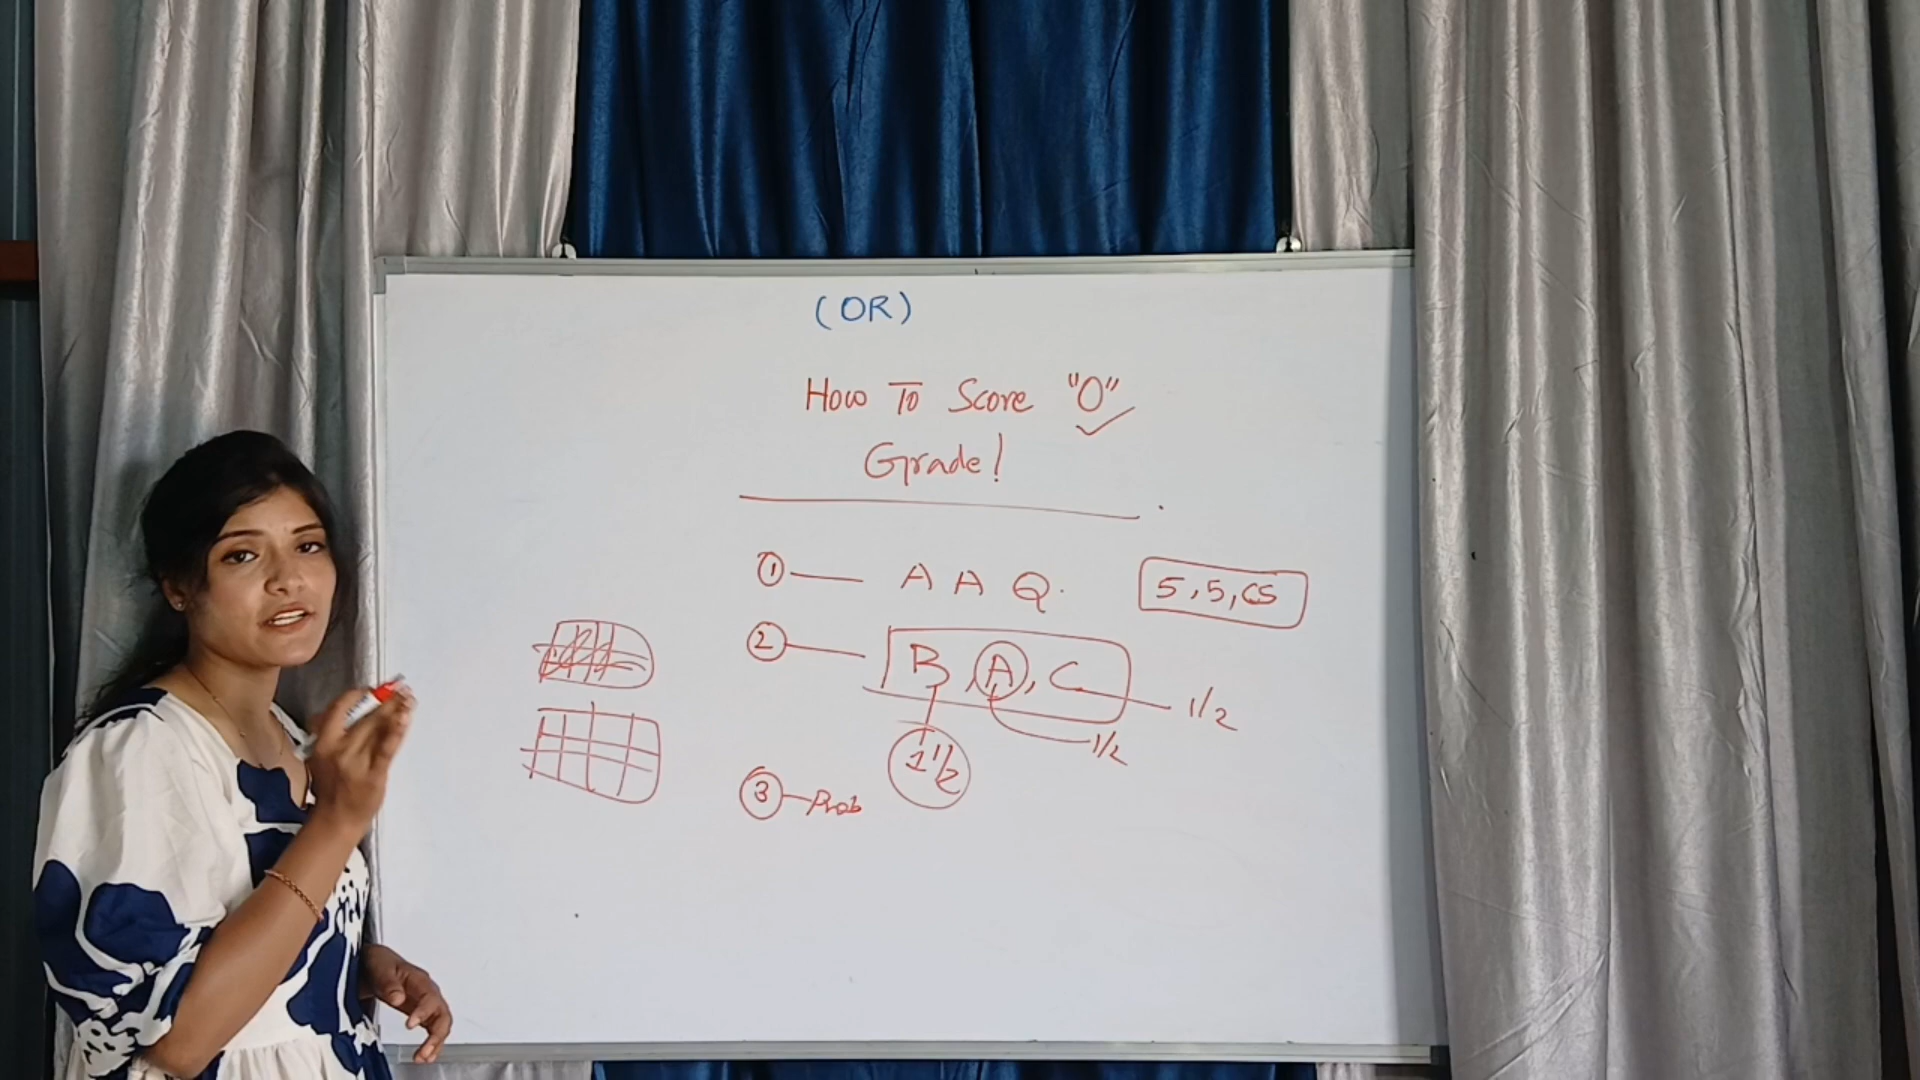 (OR)
How To Score "O"
Grade!
① — A A Q. 5, 5, CS
② — B, A, C 1/2
1/2
1 1/2
③ — Prob